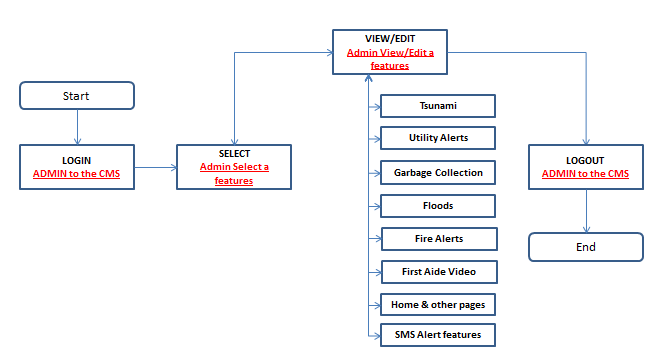 Start
LOGIN
ADMIN to the CMS
SELECT
Admin Select a
features
VIEW/EDIT
Admin View/Edit a
features
Tsunami
Utility Alerts
Garbage Collection
Floods
Fire Alerts
First Aide Video
Home & other pages
SMS Alert features
LOGOUT
ADMIN to the CMS
End